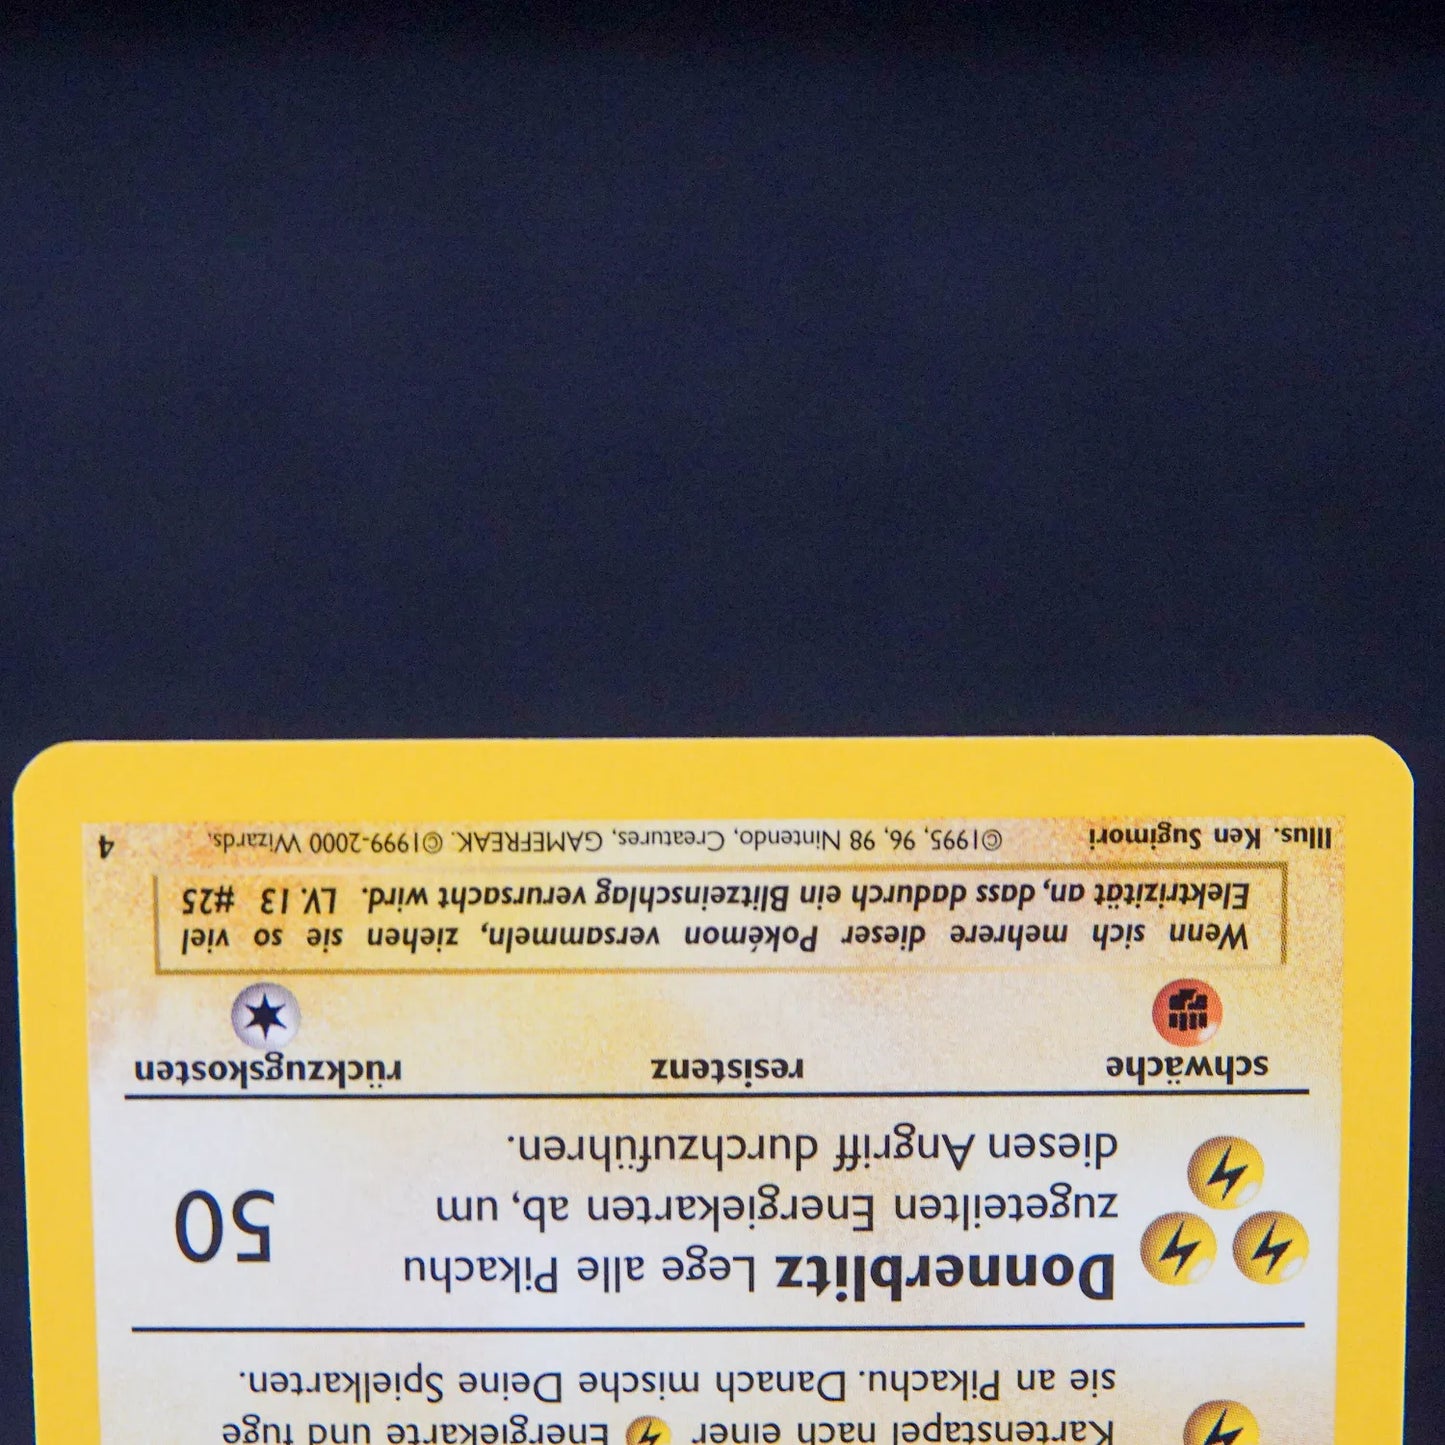 Kartenstapel nach einer Energiekarte und füge
sie an Pikachu. Danach mische Deine Spielkarten.
Donnerblitz Lege alle Pikachu
zugeteilten Energiekarten ab, um
diesen Angriff durchzuführen.
50
schwäche resistenz rückzugskosten
Wenn sich mehrere dieser Pokémon versammeln, ziehen sie so viel
Elektrizität an, dass dadurch ein Blitzeinschlag verursacht wird. LV. 13 #25
Illus. Ken Sugimori ©1995, 96, 98 Nintendo, Creatures, GAMEFREAK. ©1999-2000 Wizards. 4